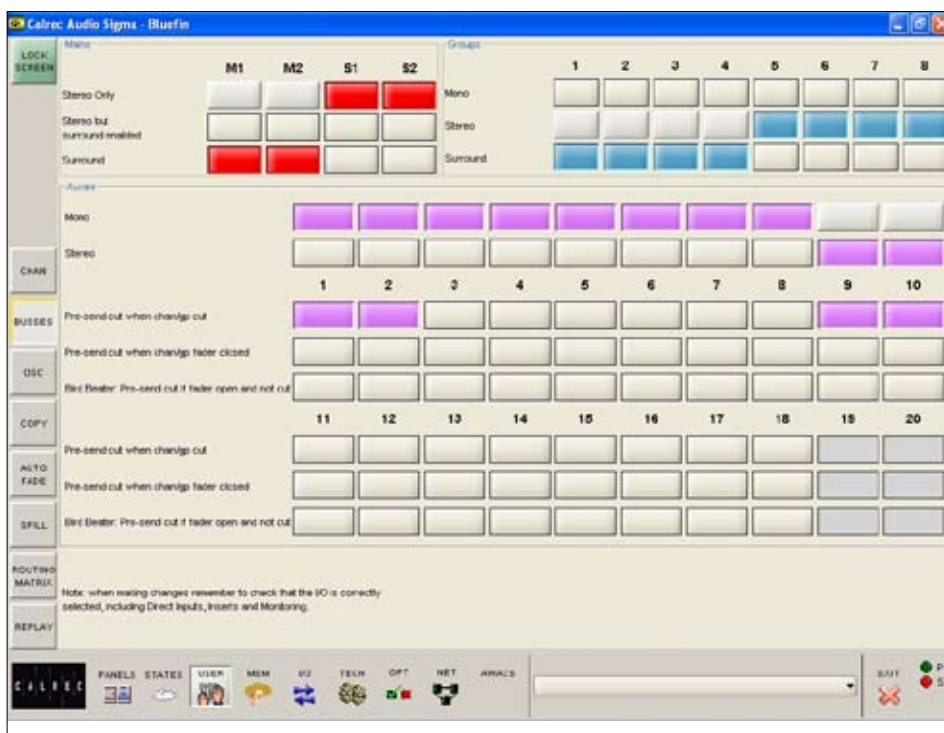 Calrec Audio Sigma - Bluefin
LOCK SCREEN
Mains
M1 M2 S1 S2
Stereo Only
Stereo but
surround enabled
Surround
Groups
1 2 3 4 5 6 7 8
Mono
Stereo
Surround
Auxes
Mono
Stereo
1 2 3 4 5 6 7 8 9 10
Pre-send cut when chan/gp cut
Pre-send cut when chan/gp fader closed
Bird Beater: Pre-send cut if fader open and not cut
11 12 13 14 15 16 17 18 19 20
Pre-send cut when chan/gp cut
Pre-send cut when chan/gp fader closed
Bird Beater: Pre-send cut if fader open and not cut
CHAN
BUSSES
OSC
COPY
AUTO FADE
SPILL
ROUTING MATRIX
REPLAY
Note: when making changes remember to check that the I/O is correctly
selected, including Direct Inputs, Inserts and Monitoring.
CALREC
PANELS STATES USER MEM I/O TECH OPT NET AWACS
EXIT
P
S